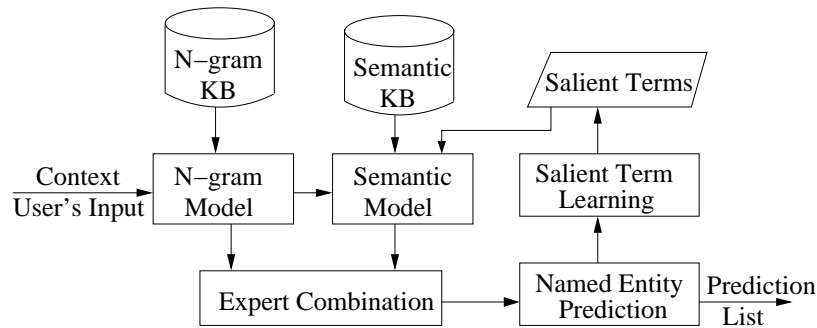 N−gram
KB
Semantic
KB
Salient Terms
Context
User's Input
N−gram
Model
Semantic
Model
Salient Term
Learning
Expert Combination
Named Entity
Prediction
Prediction
List